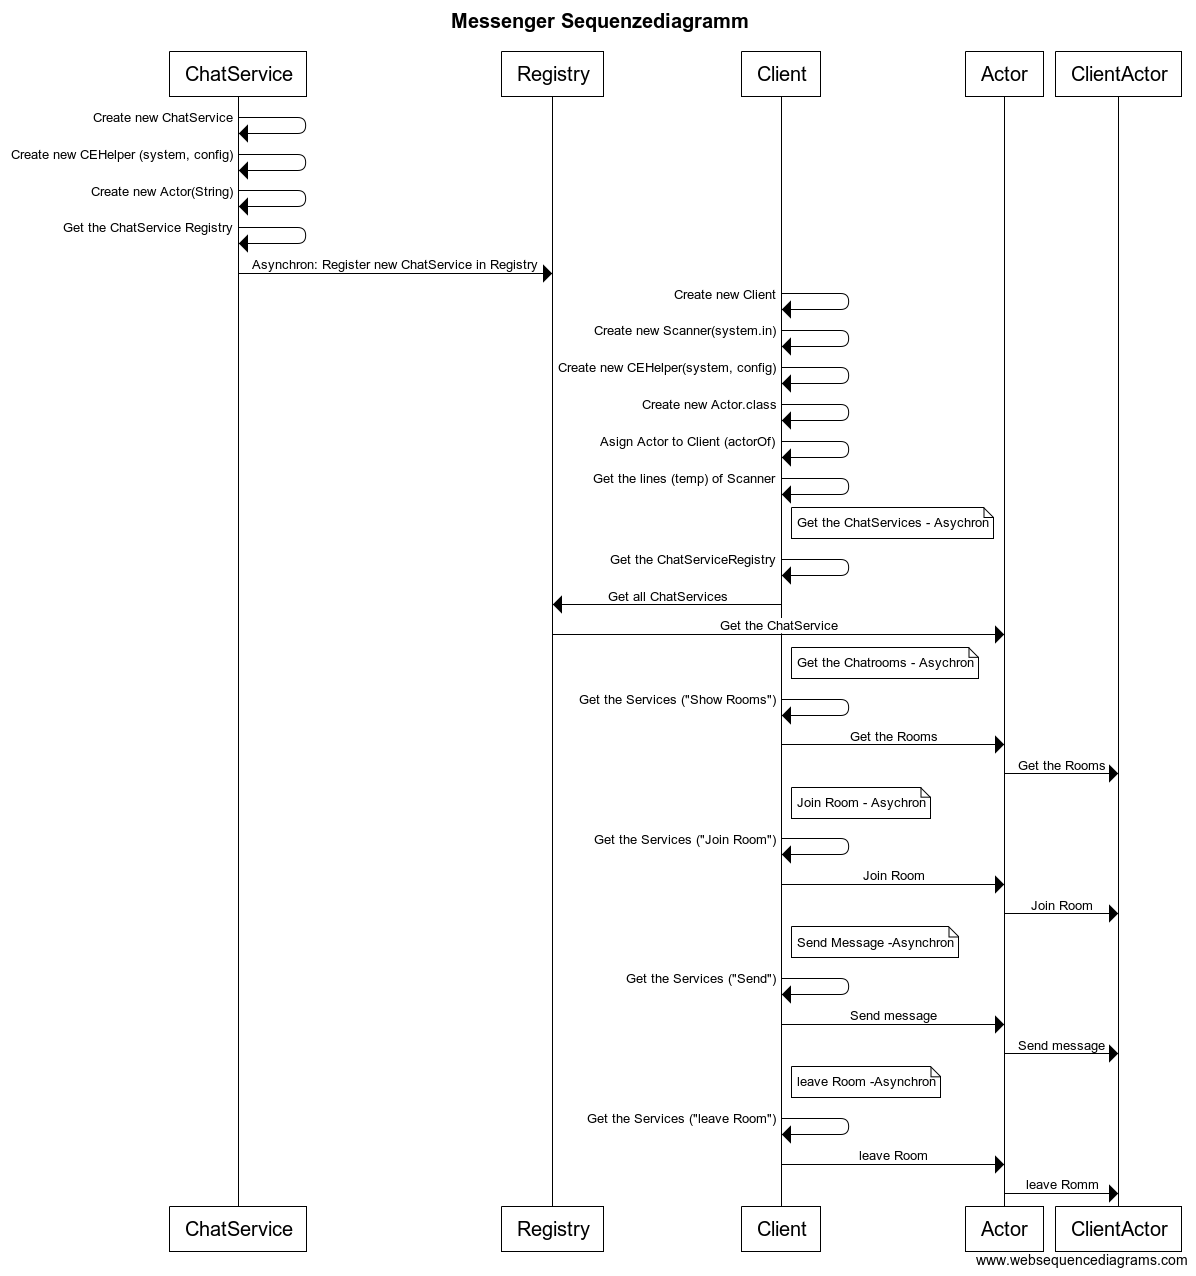 Messenger Sequenzediagramm
ChatService
Registry
Client
Actor
ClientActor
Create new ChatService
Create new CEHelper (system, config)
Create new Actor(String)
Get the ChatService Registry
Asynchron: Register new ChatService in Registry
Create new Client
Create new Scanner(system.in)
Create new CEHelper(system, config)
Create new Actor.class
Asign Actor to Client (actorOf)
Get the lines (temp) of Scanner
Get the ChatServices - Asychron
Get the ChatServiceRegistry
Get all ChatServices
Get the ChatService
Get the Chatrooms - Asychron
Get the Services ("Show Rooms")
Get the Rooms
Get the Rooms
Join Room - Asychron
Get the Services ("Join Room")
Join Room
Join Room
Send Message -Asynchron
Get the Services ("Send")
Send message
Send message
leave Room -Asynchron
Get the Services ("leave Room")
leave Room
leave Romm
ChatService
Registry
Client
Actor
ClientActor
www.websequencediagrams.com